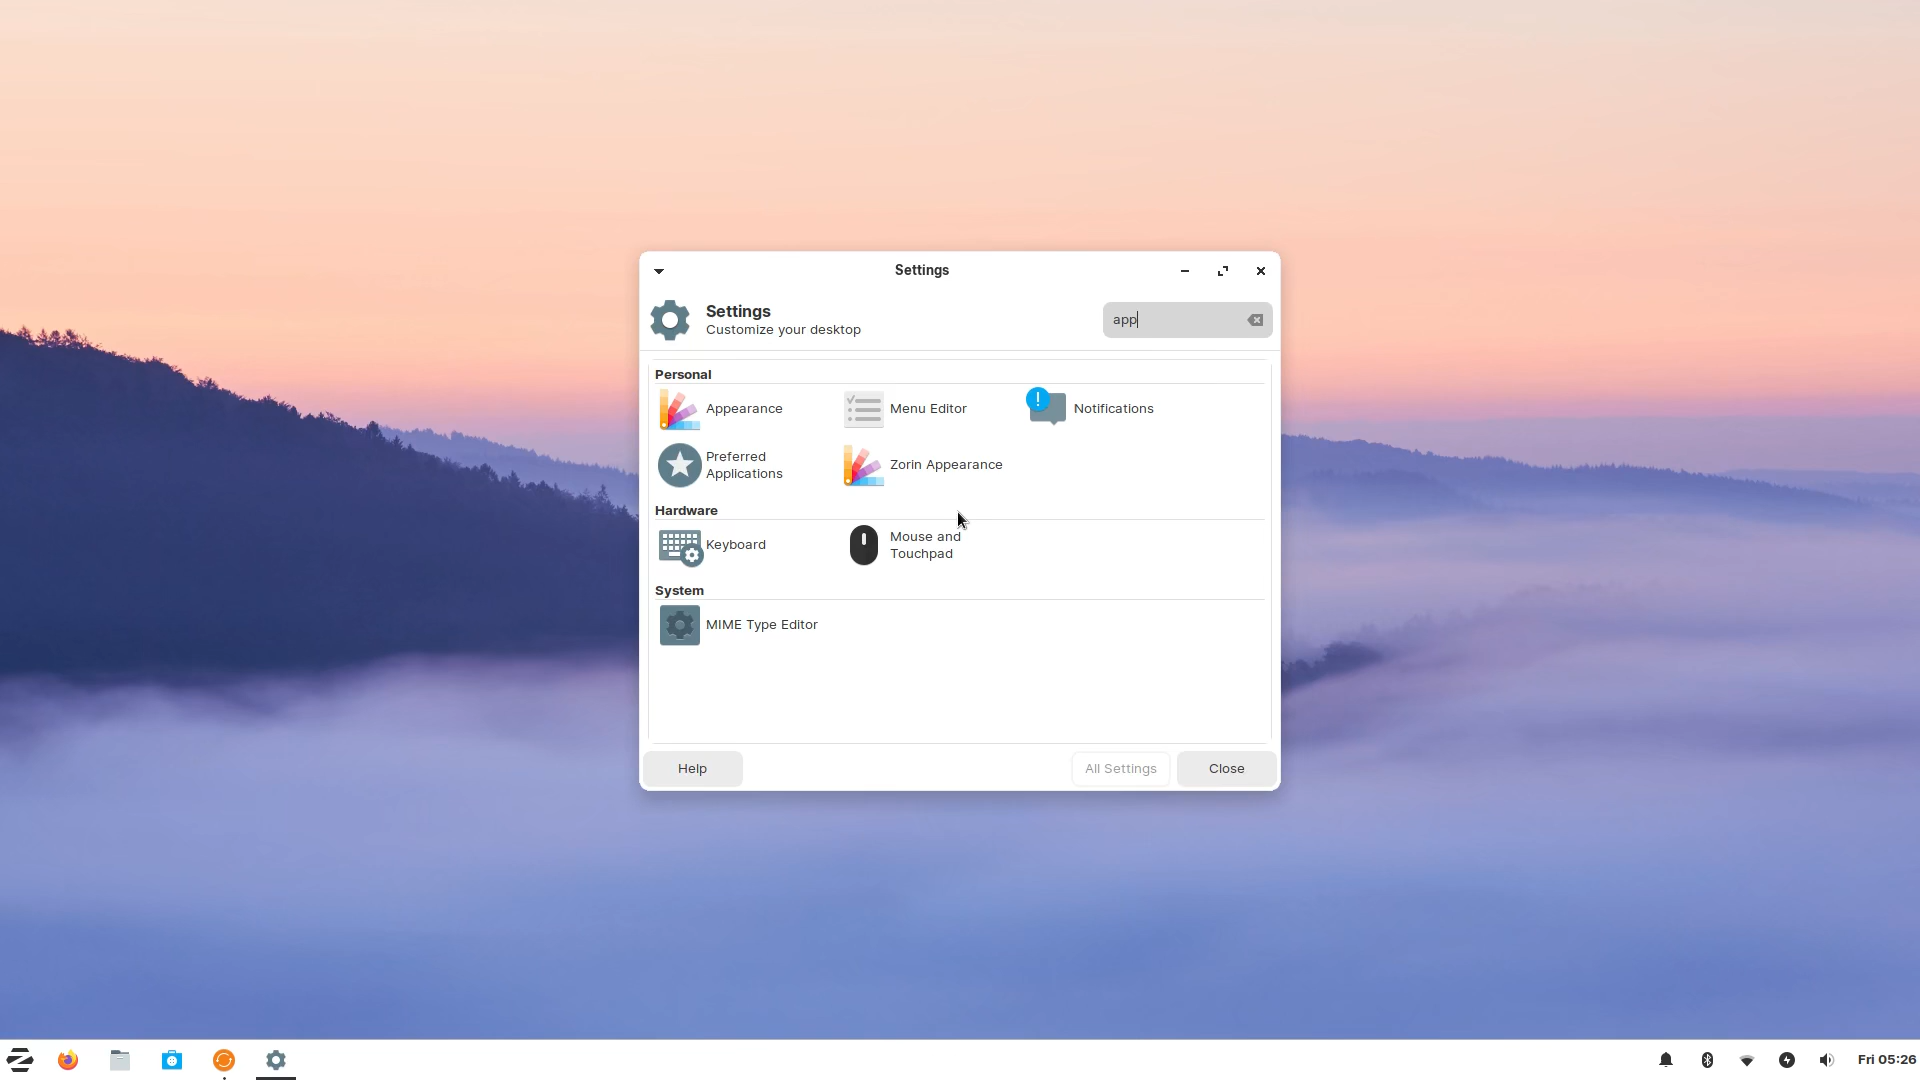 Settings
Settings
Customize your desktop
app
Personal
Appearance
Menu Editor
Notifications
Preferred
Applications
Zorin Appearance
Hardware
Keyboard
Mouse and
Touchpad
System
MIME Type Editor
Help
All Settings
Close
Fri 05:26